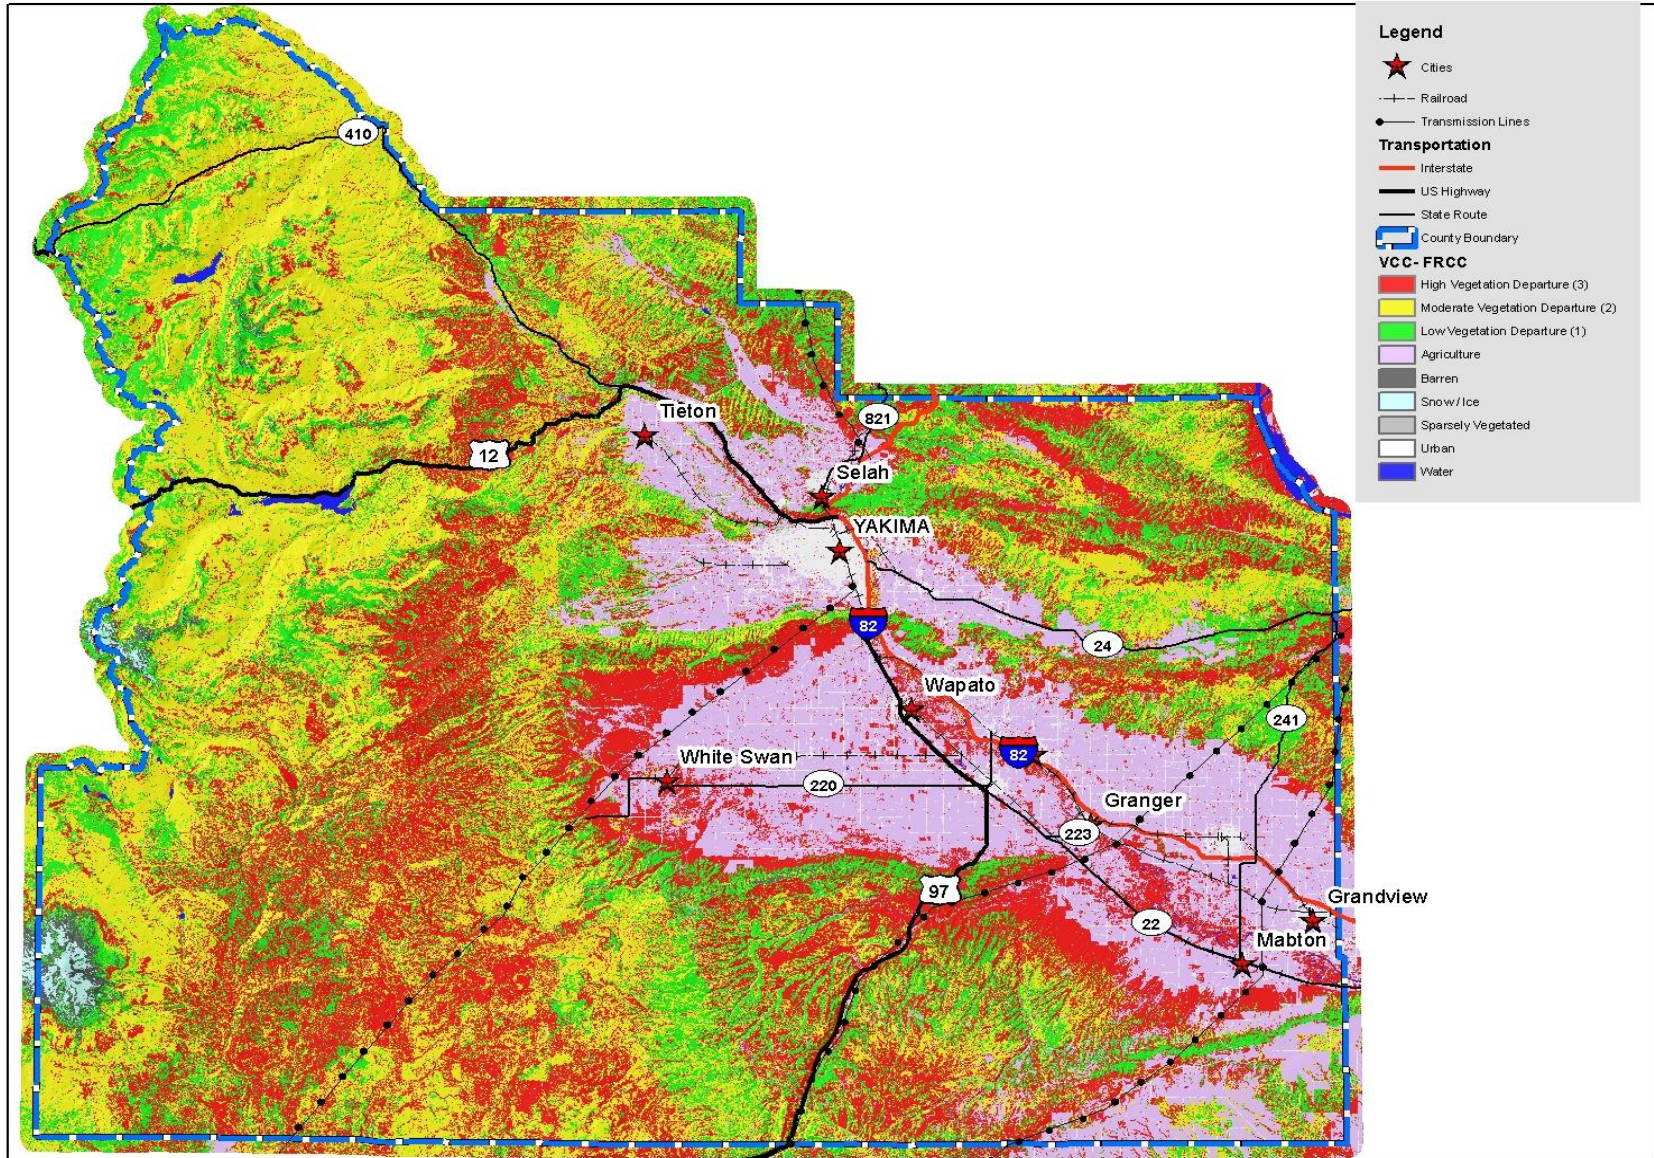 Legend
Cities
Railroad
Transmission Lines
Transportation
Interstate
US Highway
State Route
County Boundary
VCC- FRCC
High Vegetation Departure (3)
Moderate Vegetation Departure (2)
Low Vegetation Departure (1)
Agriculture
Barren
Snow / Ice
Sparsely Vegetated
Urban
Water
410
Tieton
821
12
Selah
YAKIMA
82
24
Wapato
241
White Swan
82
220
Granger
223
97
Grandview
22
Mabton